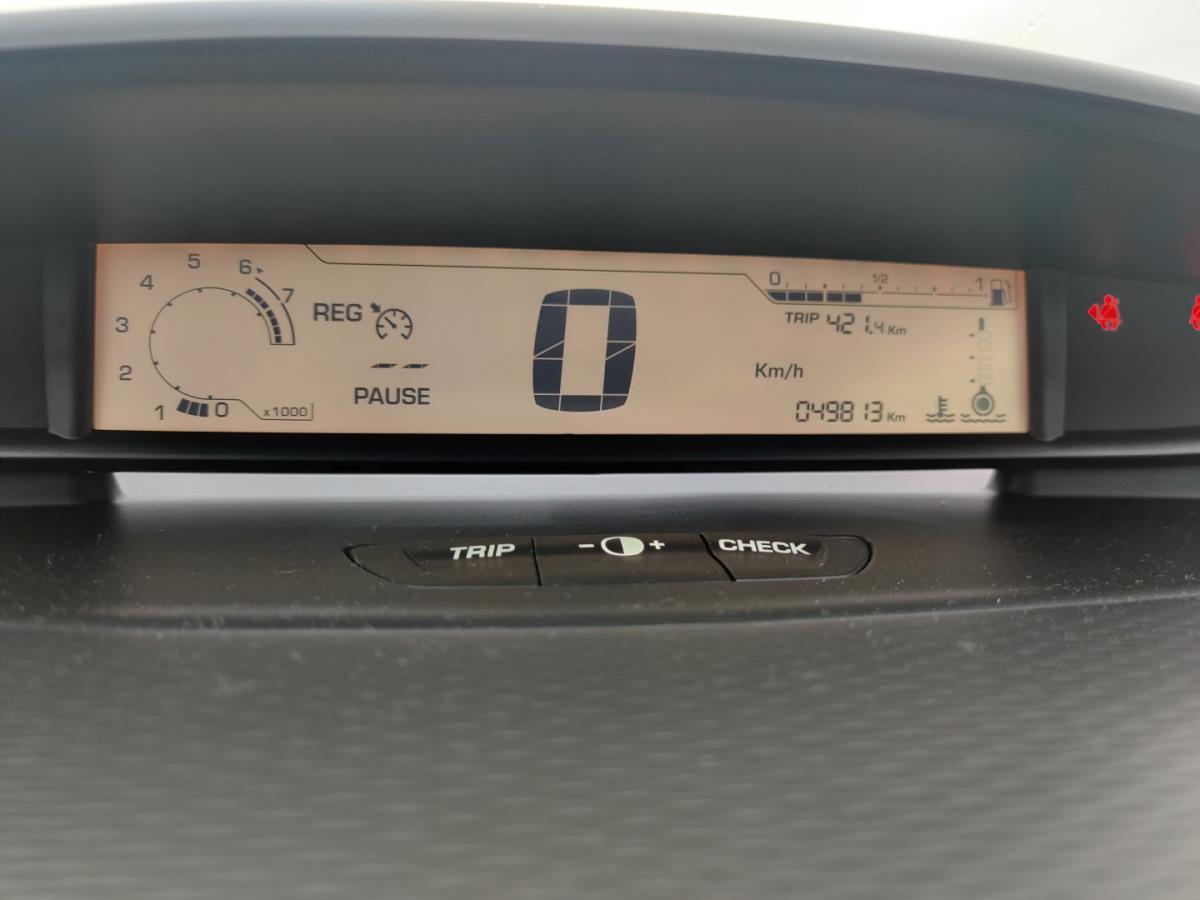 0 1/2 1
5 6
4 7
3
2
1 0 x1000
REG
PAUSE
0
TRIP 421.4 Km
Km/h
049813 Km
TRIP - + CHECK